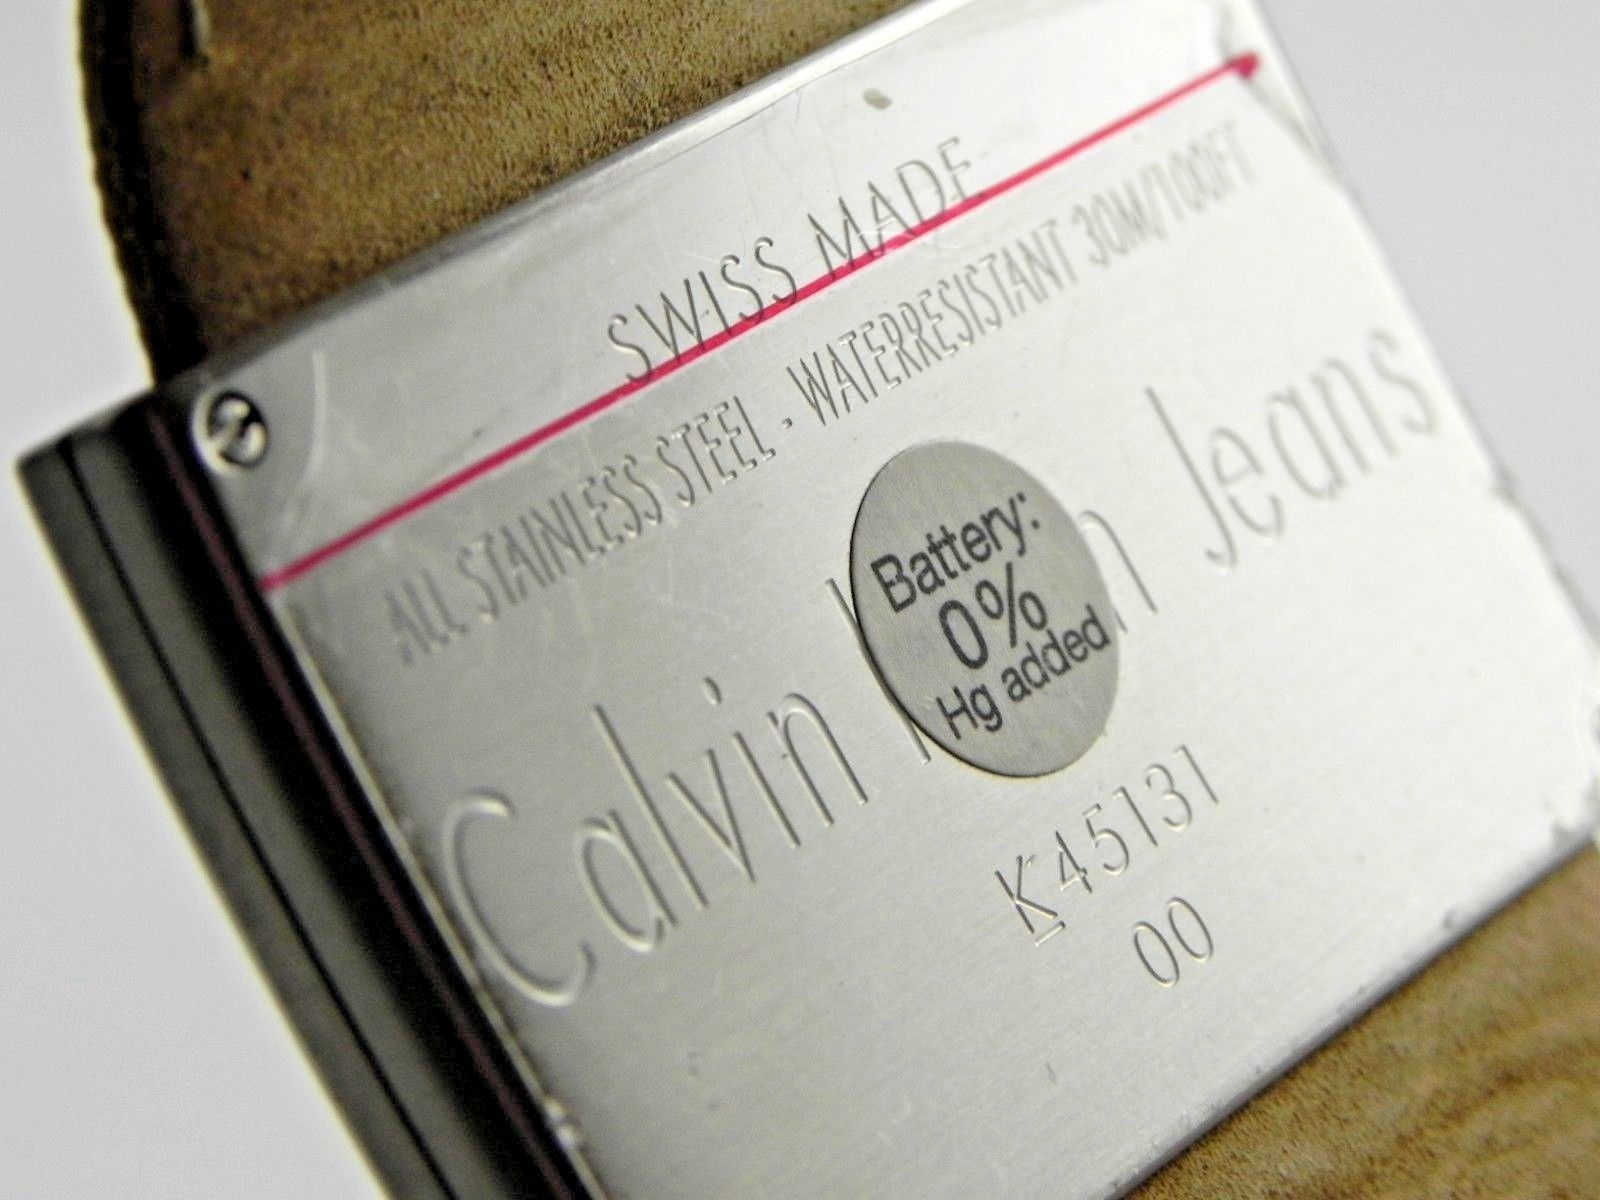 SWISS MADE
ALL STAINLESS STEEL - WATERRESISTANT 30M/100FT
Calvin Jeans
Battery:
0%
Hg added
K45131
00